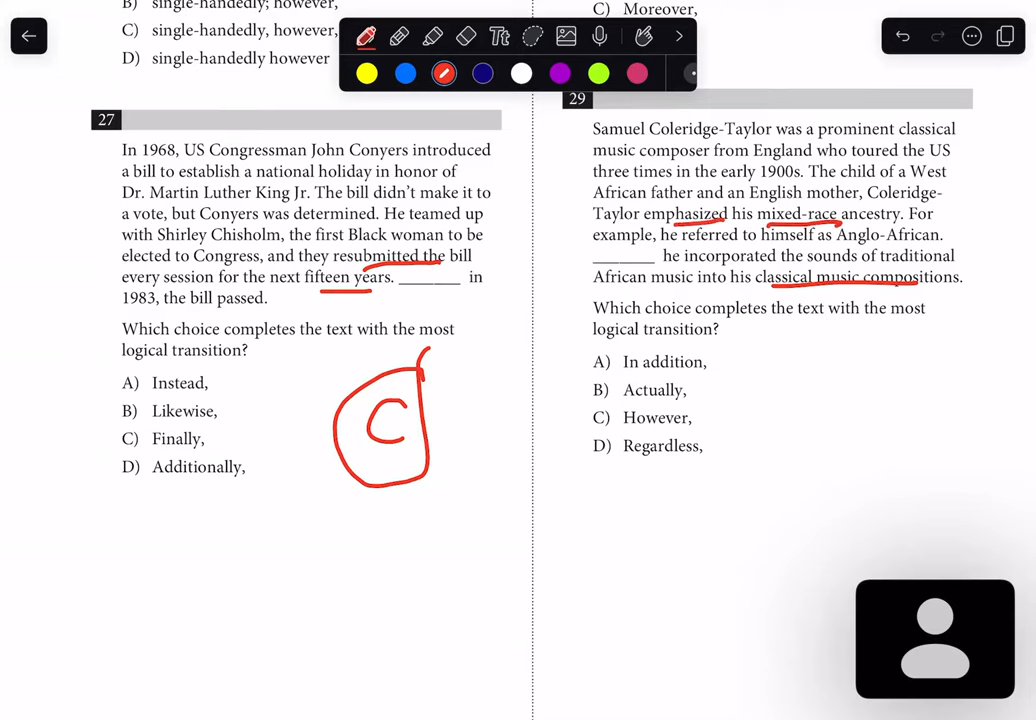 B) single-handedly; however,
C) single-handedly, however,
D) single-handedly however
27
In 1968, US Congressman John Conyers introduced
a bill to establish a national holiday in honor of
Dr. Martin Luther King Jr. The bill didn't make it to
a vote, but Conyers was determined. He teamed up
with Shirley Chisholm, the first Black woman to be
elected to Congress, and they resubmitted the bill
every session for the next fifteen years. ______ in
1983, the bill passed.
Which choice completes the text with the most
logical transition?
A) Instead,
B) Likewise,
C) Finally,
D) Additionally,
C
Tt
C) Moreover,
29
Samuel Coleridge-Taylor was a prominent classical
music composer from England who toured the US
three times in the early 1900s. The child of a West
African father and an English mother, Coleridge-
Taylor emphasized his mixed-race ancestry. For
example, he referred to himself as Anglo-African.
______ he incorporated the sounds of traditional
African music into his classical music compositions.
Which choice completes the text with the most
logical transition?
A) In addition,
B) Actually,
C) However,
D) Regardless,